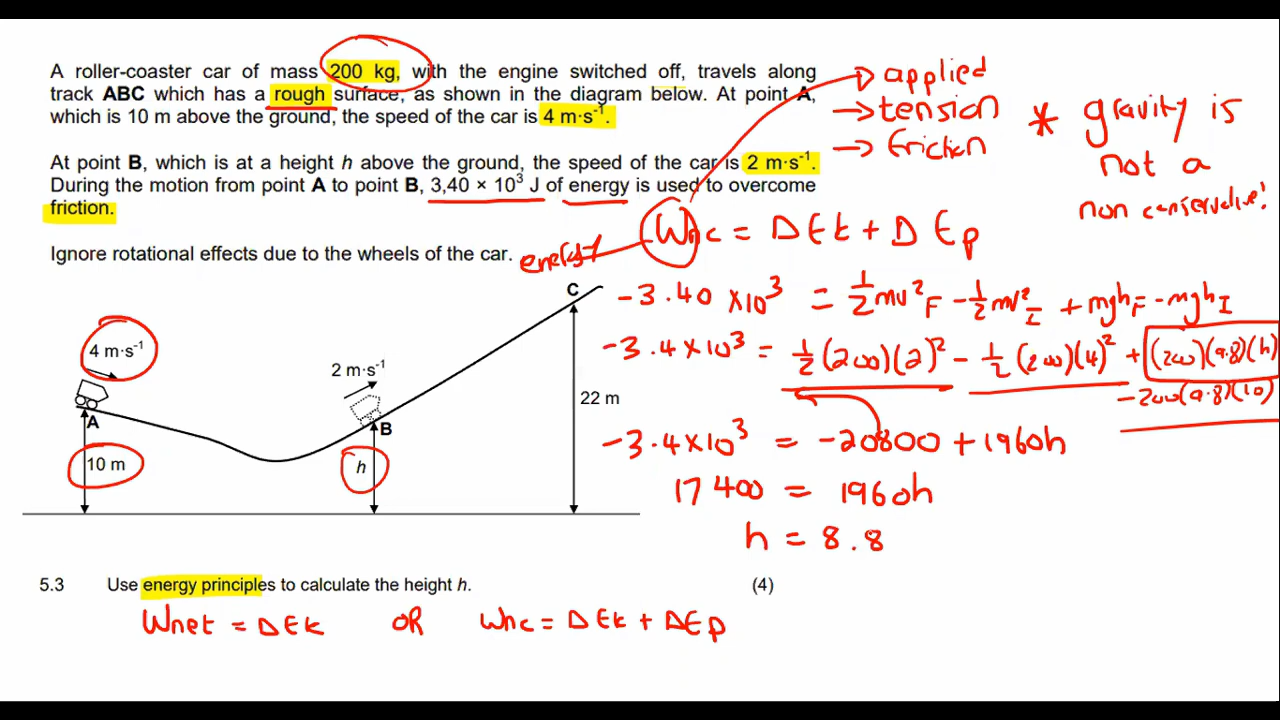 A roller-coaster car of mass 200 kg, with the engine switched off, travels along
track ABC which has a rough surface, as shown in the diagram below. At point A,
which is 10 m above the ground, the speed of the car is 4 m·s⁻¹.
At point B, which is at a height h above the ground, the speed of the car is 2 m·s⁻¹.
During the motion from point A to point B, 3,40 × 10³ J of energy is used to overcome
friction.
Ignore rotational effects due to the wheels of the car.
→ applied
→ tension
→ friction
* gravity is
not a
non conservative!
energy
Wnc = ΔEk + ΔEp
-3.40 ×10³ = ½mv²F - ½mv²I + mghF - mghI
-3.4×10³ = ½(200)(2)² - ½(200)(4)² + (200)(9.8)(h)
-200(9.8)(10)
-3.4×10³ = -20800 + 1960h
17400 = 1960h
h = 8.8
4 m·s⁻¹
A
10 m
2 m·s⁻¹
B
h
C
22 m
5.3 Use energy principles to calculate the height h. (4)
Wnet = ΔEk OR Wnc = ΔEk + ΔEp